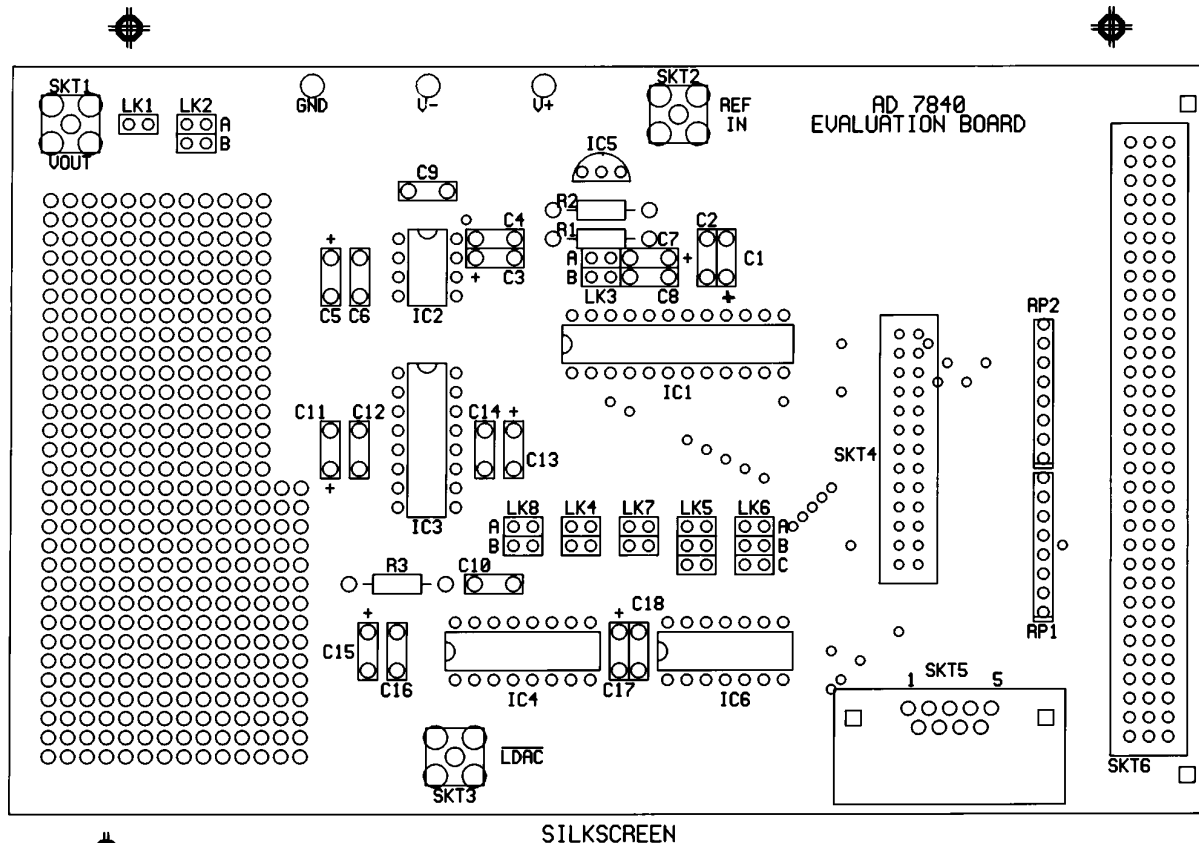 SKT1
LK1
LK2
A
B
VOUT
GND
V-
V+
SKT2
REF
IN
AD 7840
EVALUATION BOARD
IC5
C9
R2
R1
C4
C3
+
C2
C1
+
C7
C8
+
A
B
LK3
+
C5
C6
IC2
IC1
RP2
C11
C12
+
C14
+
C13
IC3
SKT4
LK8
LK4
LK7
LK5
LK6
A
B
A
B
C
R3
C10
+
C15
C16
+
C18
C17
IC4
IC6
RP1
SKT5
1
5
LDAC
SKT3
SKT6
SILKSCREEN